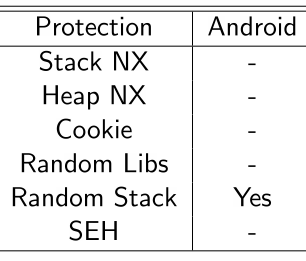 Protection Android
Stack NX -
Heap NX -
Cookie -
Random Libs -
Random Stack Yes
SEH -